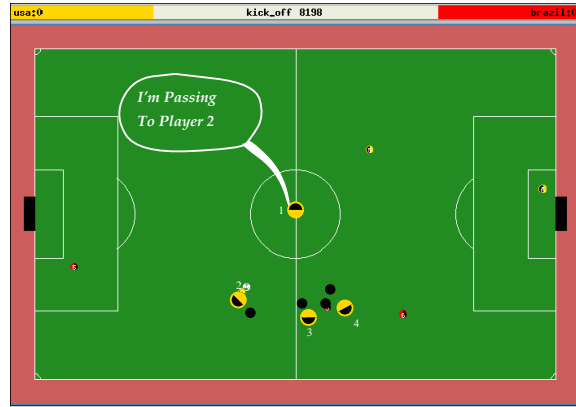 usa:0
kick_off 8198
brazil:0
I'm Passing
To Player 2
1
2
3
4